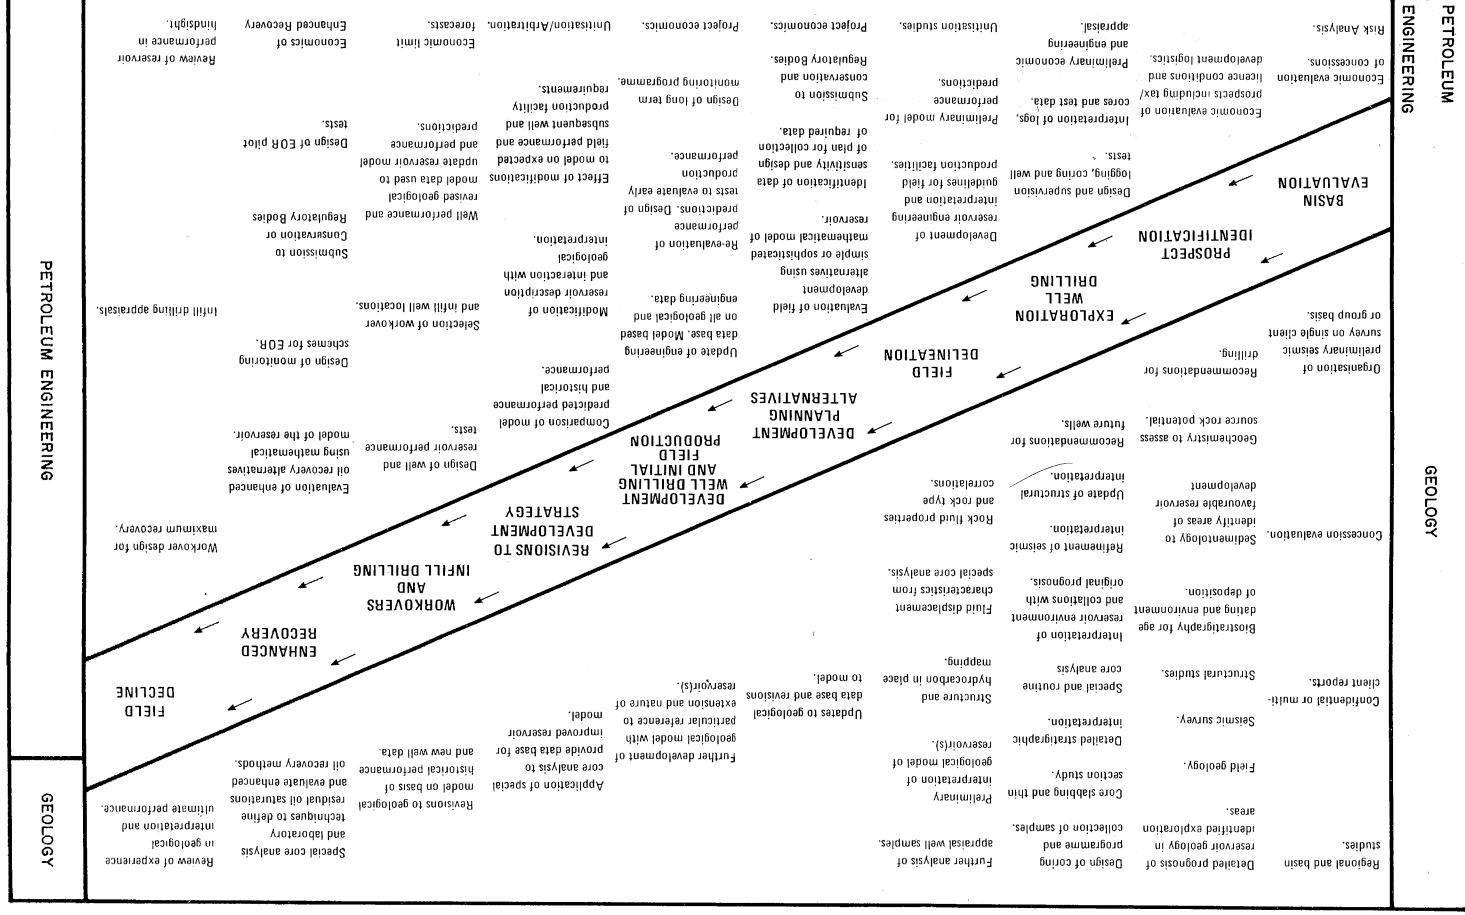 GEOLOGY
PETROLEUM
ENGINEERING
Regional and basin
studies.
Confidential or multi-
client reports.
Concession evaluation.
Organisation of
preliminary seismic
survey on single client
or group basis.
BASIN
EVALUATION
Economic evaluation
of concessions.
Risk Analysis.
Detailed prognosis of
reservoir geology in
identified exploration
areas.
Field geology.
Seismic survey.
Structural studies.
Biostratigraphy for age
dating and environment
of deposition.
Sedimentology to
identify areas of
favourable reservoir
development
Geochemistry to assess
source rock potential.
Recommendations for
drilling.
PROSPECT
IDENTIFICATION
Economic evaluation of
prospects including tax/
licence conditions and
development logistics.
Design of coring
programme and
collection of samples.
Core slabbing and thin
section study.
Detailed stratigraphic
interpretation.
Special and routine
core analysis
Interpretation of
reservoir environment
and collations with
original prognosis.
Refinement of seismic
interpretation.
Update of structural
interpretation.
Recommendations for
future wells.
EXPLORATION
WELL
DRILLING
Design and supervision
logging, coring and well
tests.
Interpretation of logs,
cores and test data.
Preliminary economic
and engineering
appraisal.
Further analysis of
appraisal well samples.
Preliminary
interpretation of
geological model of
reservoir(s).
Structure and
hydrocarbon in place
mapping.
Fluid displacement
characteristics from
special core analysis.
Rock fluid properties
and rock type
correlations.
FIELD
DELINEATION
Development of
reservoir engineering
interpretation and
guidelines for field
production facilities.
Preliminary model for
performance
predictions.
Unitisation studies.
Updates to geological
data base and revisions
to model.
DEVELOPMENT
PLANNING
ALTERNATIVES
Evaluation of field
development
alternatives using
simple or sophisticated
mathematical model of
reservoir.
Identification of data
sensitivity and design
of plan for collection
of required data.
Submission to
conservation and
Regulatory Bodies.
Project economics.
Further development of
geological model with
particular reference to
extension and nature of
reservoir(s).
DEVELOPMENT
WELL DRILLING
AND INITIAL
FIELD
PRODUCTION
Update of engineering
data base. Model based
on all geological and
engineering data.
Re-evaluation of
performance
predictions. Design of
tests to evaluate early
production
performance.
Design of long term
monitoring programme.
Project economics.
Application of special
core analysis to
provide data base for
improved reservoir
model.
REVISIONS TO
DEVELOPMENT
STRATEGY
Comparison of model
predicted performance
and historical
performance.
Modification of
reservoir description
and interaction with
geological
interpretation.
Effect of modifications
to model on expected
field performance and
subsequent well and
production facility
requirements.
Unitisation/Arbitration.
Revisions to geological
model on basis of
historical performance
and new well data.
WORKOVERS
AND
INFILL DRILLING
Design of well and
reservoir performance
tests.
Selection of workover
and infill well locations.
Well performance and
revised geological
model data used to
update reservoir model
and performance
predictions.
Economic limit
forecasts.
Special core analysis
and laboratory
techniques to define
residual oil saturations
and evaluate enhanced
oil recovery methods.
ENHANCED
RECOVERY
Evaluation of enhanced
oil recovery alternatives
using mathematical
model of the reservoir.
Design of monitoring
schemes for EOR.
Submission to
Conservation or
Regulatory Bodies
Design of EOR pilot
tests.
Economics of
Enhanced Recovery
Review of experience
in geological
interpretation and
ultimate performance.
FIELD
DECLINE
Workover design for
maximum recovery.
Infill drilling appraisals.
Review of reservoir
performance in
hindsight.
GEOLOGY
PETROLEUM ENGINEERING